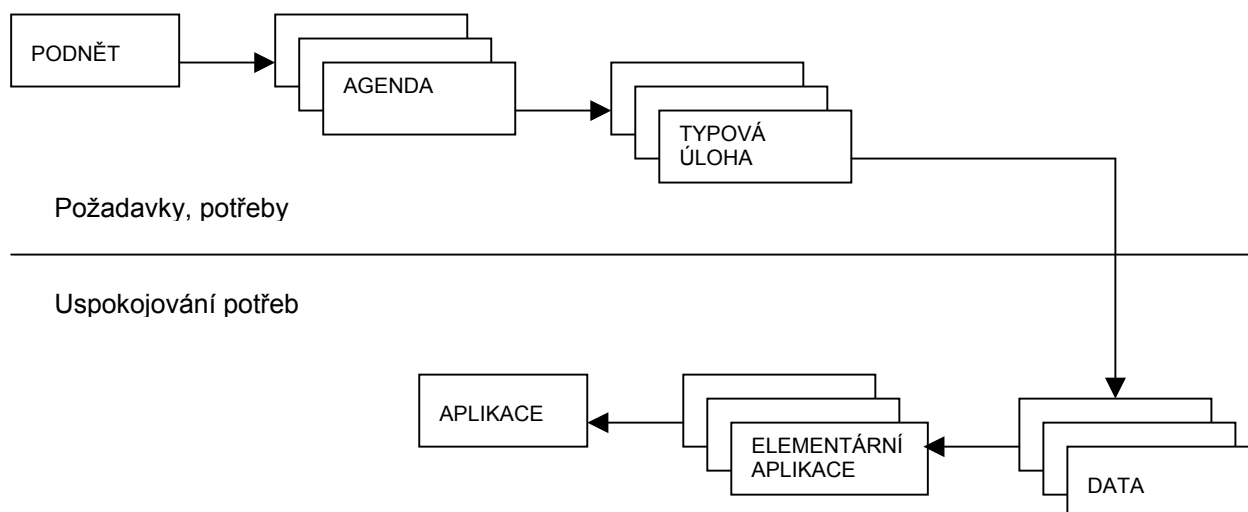 PODNĚT
AGENDA
TYPOVÁ
ÚLOHA
Požadavky, potřeby
Uspokojování potřeb
APLIKACE
ELEMENTÁRNÍ
APLIKACE
DATA